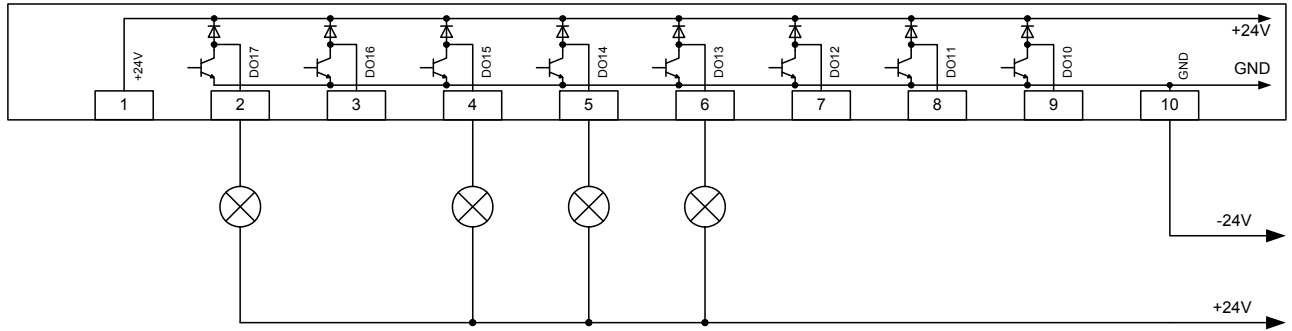 +24V
GND
+24V
DO17
DO16
DO15
DO14
DO13
DO12
DO11
DO10
GND
1
2
3
4
5
6
7
8
9
10
-24V
+24V